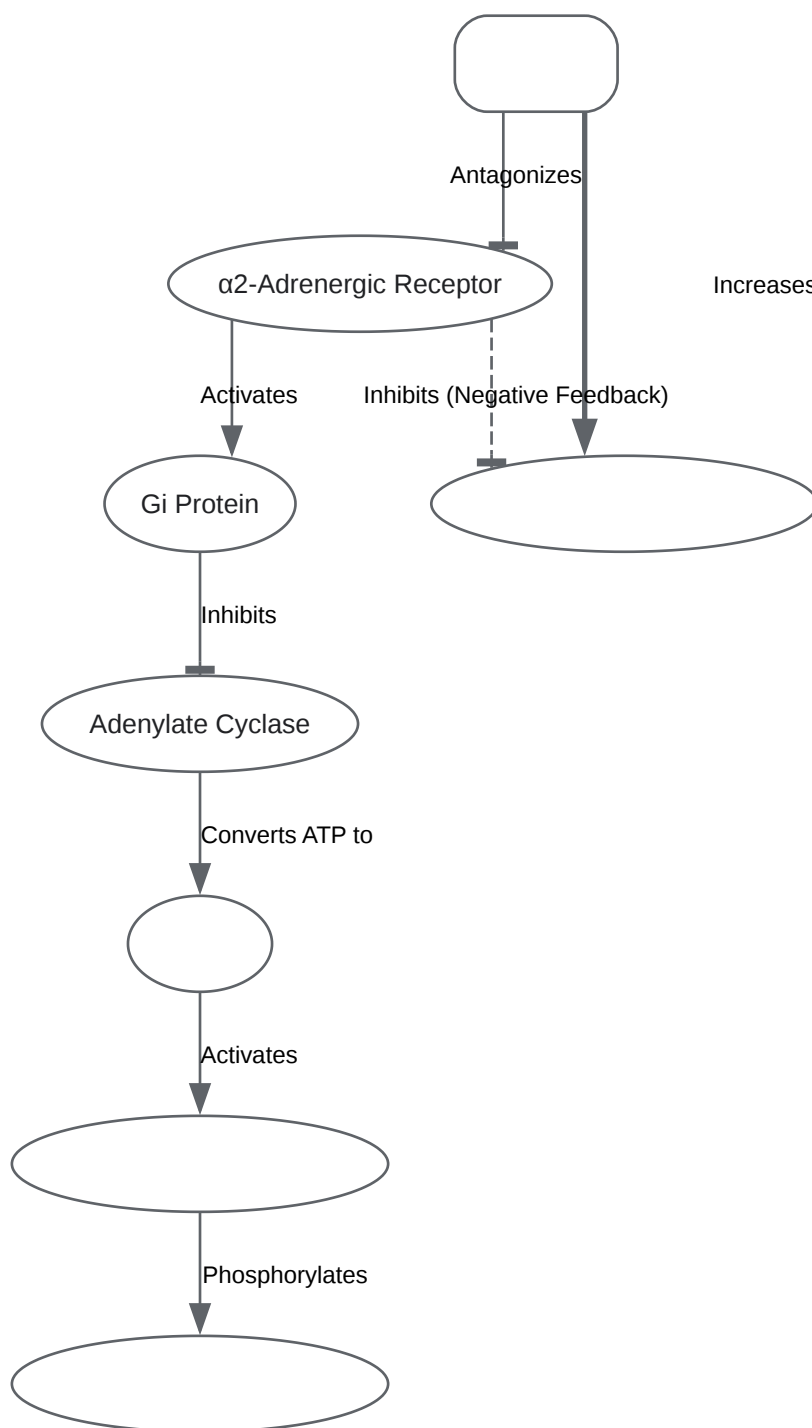 Antagonizes
α2-Adrenergic Receptor
Increases
Activates
Inhibits (Negative Feedback)
Gi Protein
Inhibits
Adenylate Cyclase
Converts ATP to
Activates
Phosphorylates